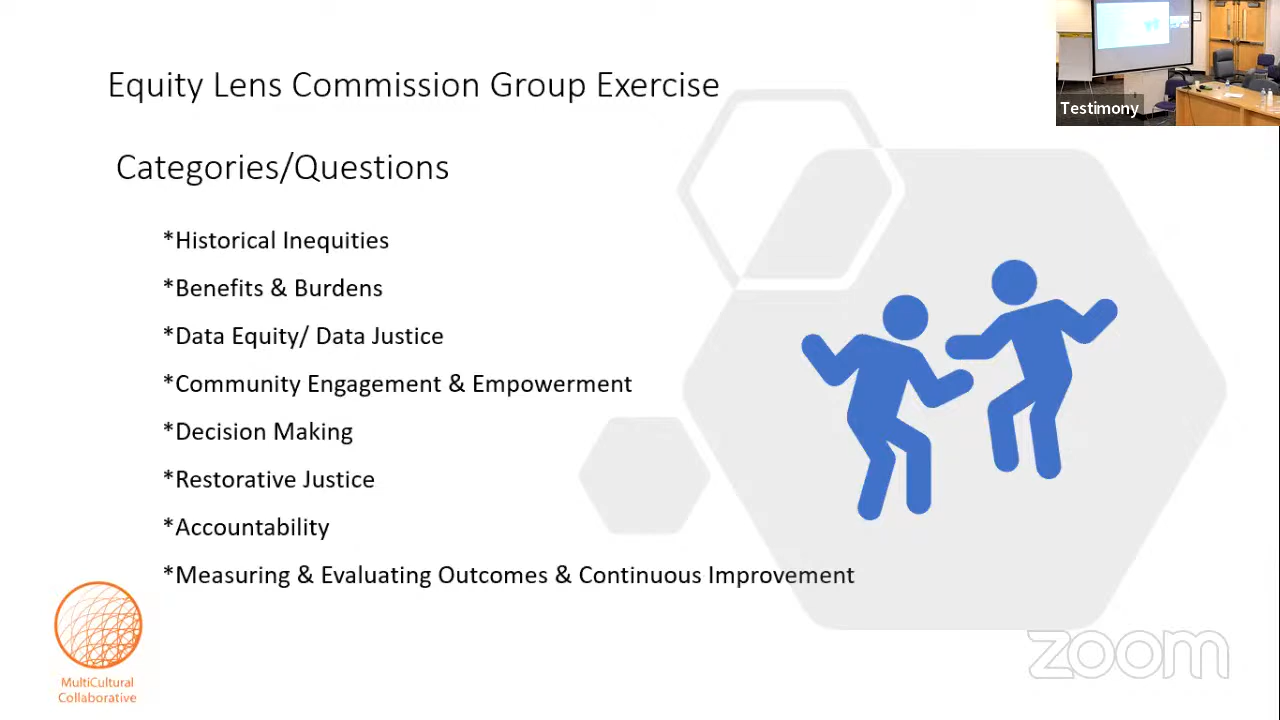 Equity Lens Commission Group Exercise
Testimony
Categories/Questions
*Historical Inequities
*Benefits & Burdens
*Data Equity/ Data Justice
*Community Engagement & Empowerment
*Decision Making
*Restorative Justice
*Accountability
*Measuring & Evaluating Outcomes & Continuous Improvement
MultiCultural
Collaborative
zoom